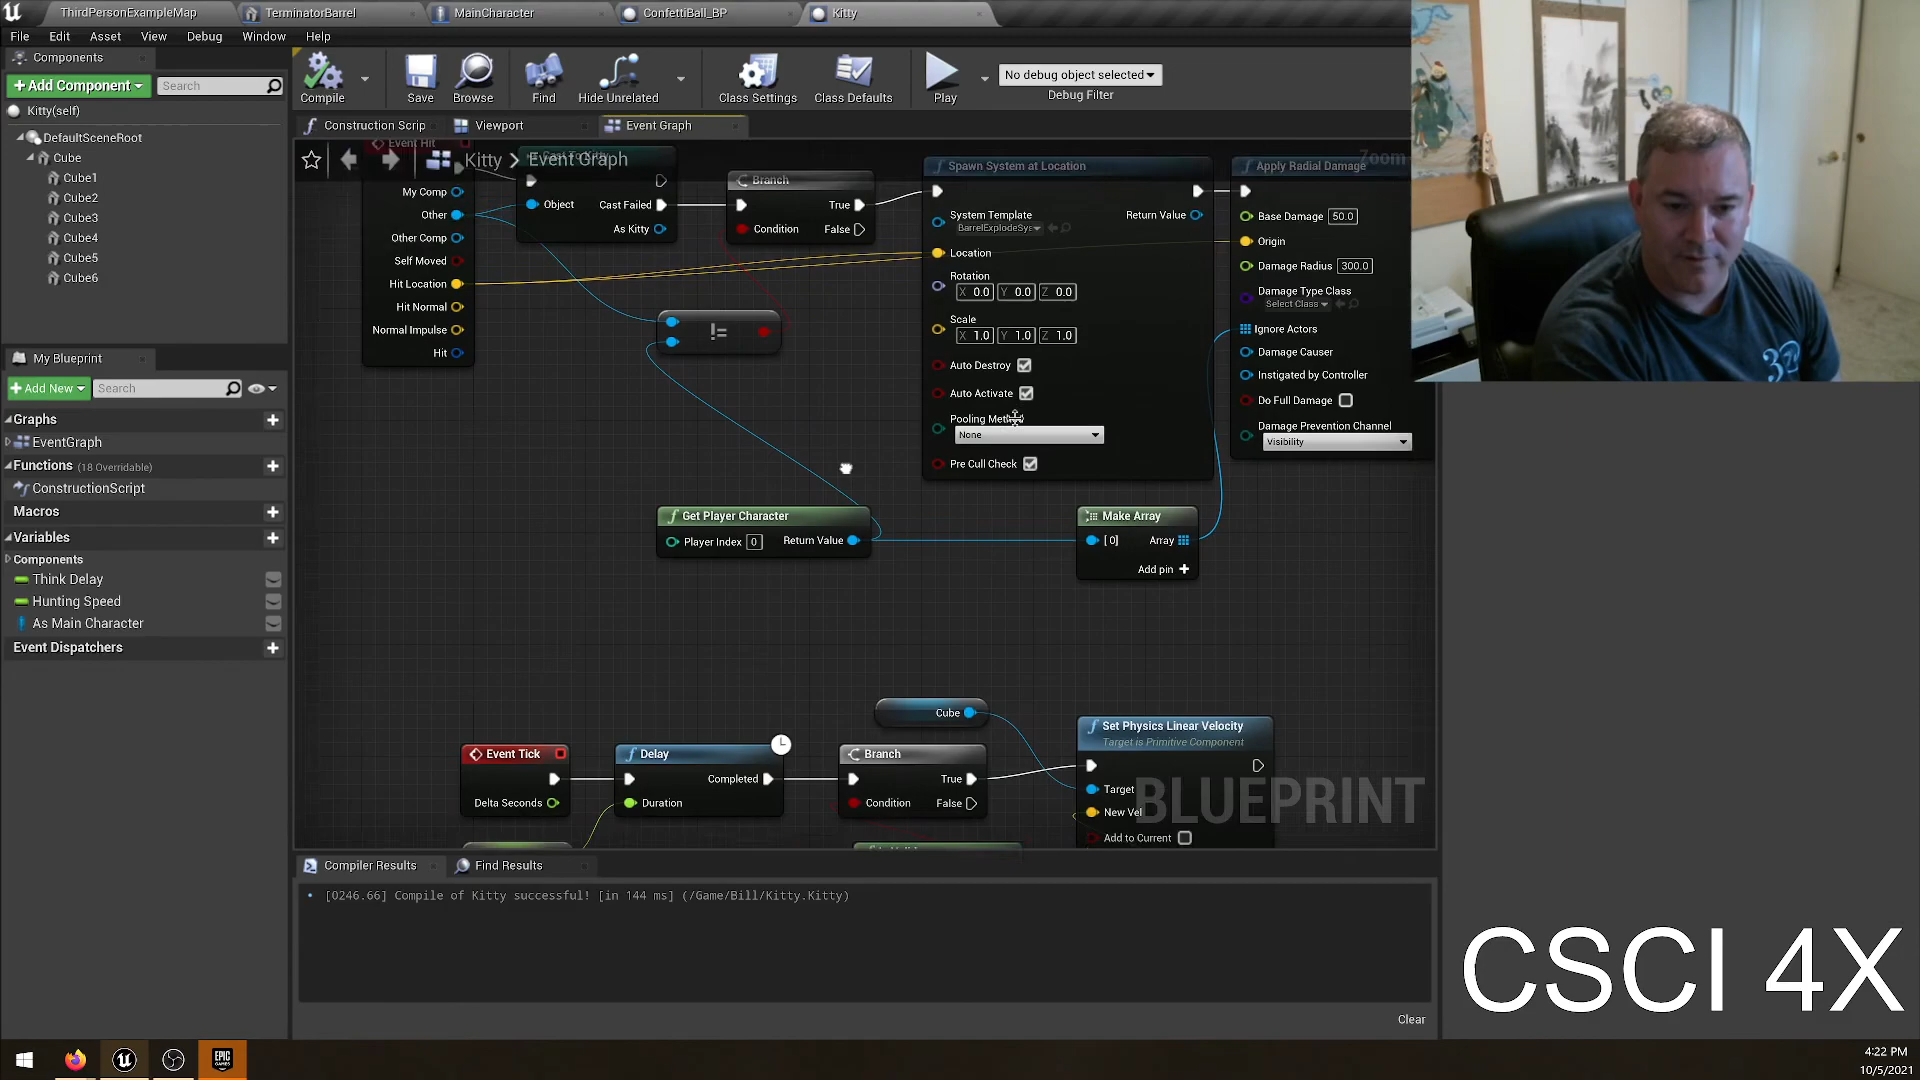 ThirdPersonExampleMap
TerminatorBarrel
MainCharacter
ConfettiBall_BP
Kitty
File Edit Asset View Debug Window Help
Components
+ Add Component
Search
Kitty(self)
DefaultSceneRoot
Cube
Cube1
Cube2
Cube3
Cube4
Cube5
Cube6
My Blueprint
+ Add New
Search
Graphs
EventGraph
Functions (18 Overridable)
ConstructionScript
Macros
Variables
Components
Think Delay
Hunting Speed
As Main Character
Event Dispatchers
Compile
Save
Browse
Find
Hide Unrelated
Class Settings
Class Defaults
Play
No debug object selected
Debug Filter
Construction Scrip
Viewport
Event Graph
Kitty > Event Graph
Zoom
Event Hit
My Comp
Other
Other Comp
Self Moved
Hit Location
Hit Normal
Normal Impulse
Hit
Object
Cast Failed
As Kitty
Branch
True
Condition
False
!=
Spawn System at Location
System Template
BarrelExplodeSys
Return Value
Location
Rotation
X 0.0 Y 0.0 Z 0.0
Scale
X 1.0 Y 1.0 Z 1.0
Auto Destroy
Auto Activate
Pooling Method
None
Pre Cull Check
Apply Radial Damage
Base Damage 50.0
Origin
Damage Radius 300.0
Damage Type Class
Select Class
Ignore Actors
Damage Causer
Instigated by Controller
Do Full Damage
Damage Prevention Channel
Visibility
Get Player Character
Player Index 0
Return Value
Make Array
[0]
Array
Add pin +
Event Tick
Delta Seconds
Delay
Completed
Duration
Branch
True
Condition
False
Cube
Set Physics Linear Velocity
Target is Primitive Component
Target
New Vel
Add to Current
BLUEPRINT
Compiler Results
Find Results
[0246.66] Compile of Kitty successful! [in 144 ms] (/Game/Bill/Kitty.Kitty)
Clear
CSCI 4X
EPIC
GAMES
4:22 PM
10/5/2021